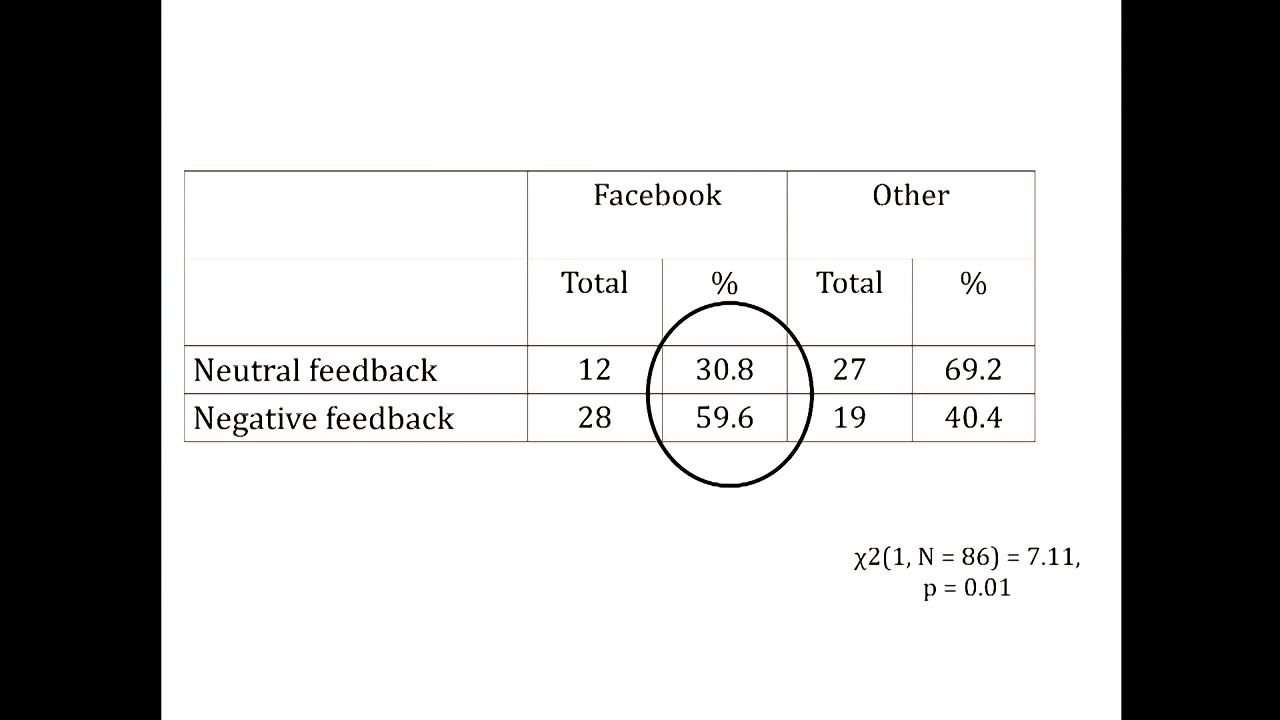 Facebook Other
Total % Total %
Neutral feedback 12 30.8 27 69.2
Negative feedback 28 59.6 19 40.4
χ2(1, N = 86) = 7.11,
p = 0.01